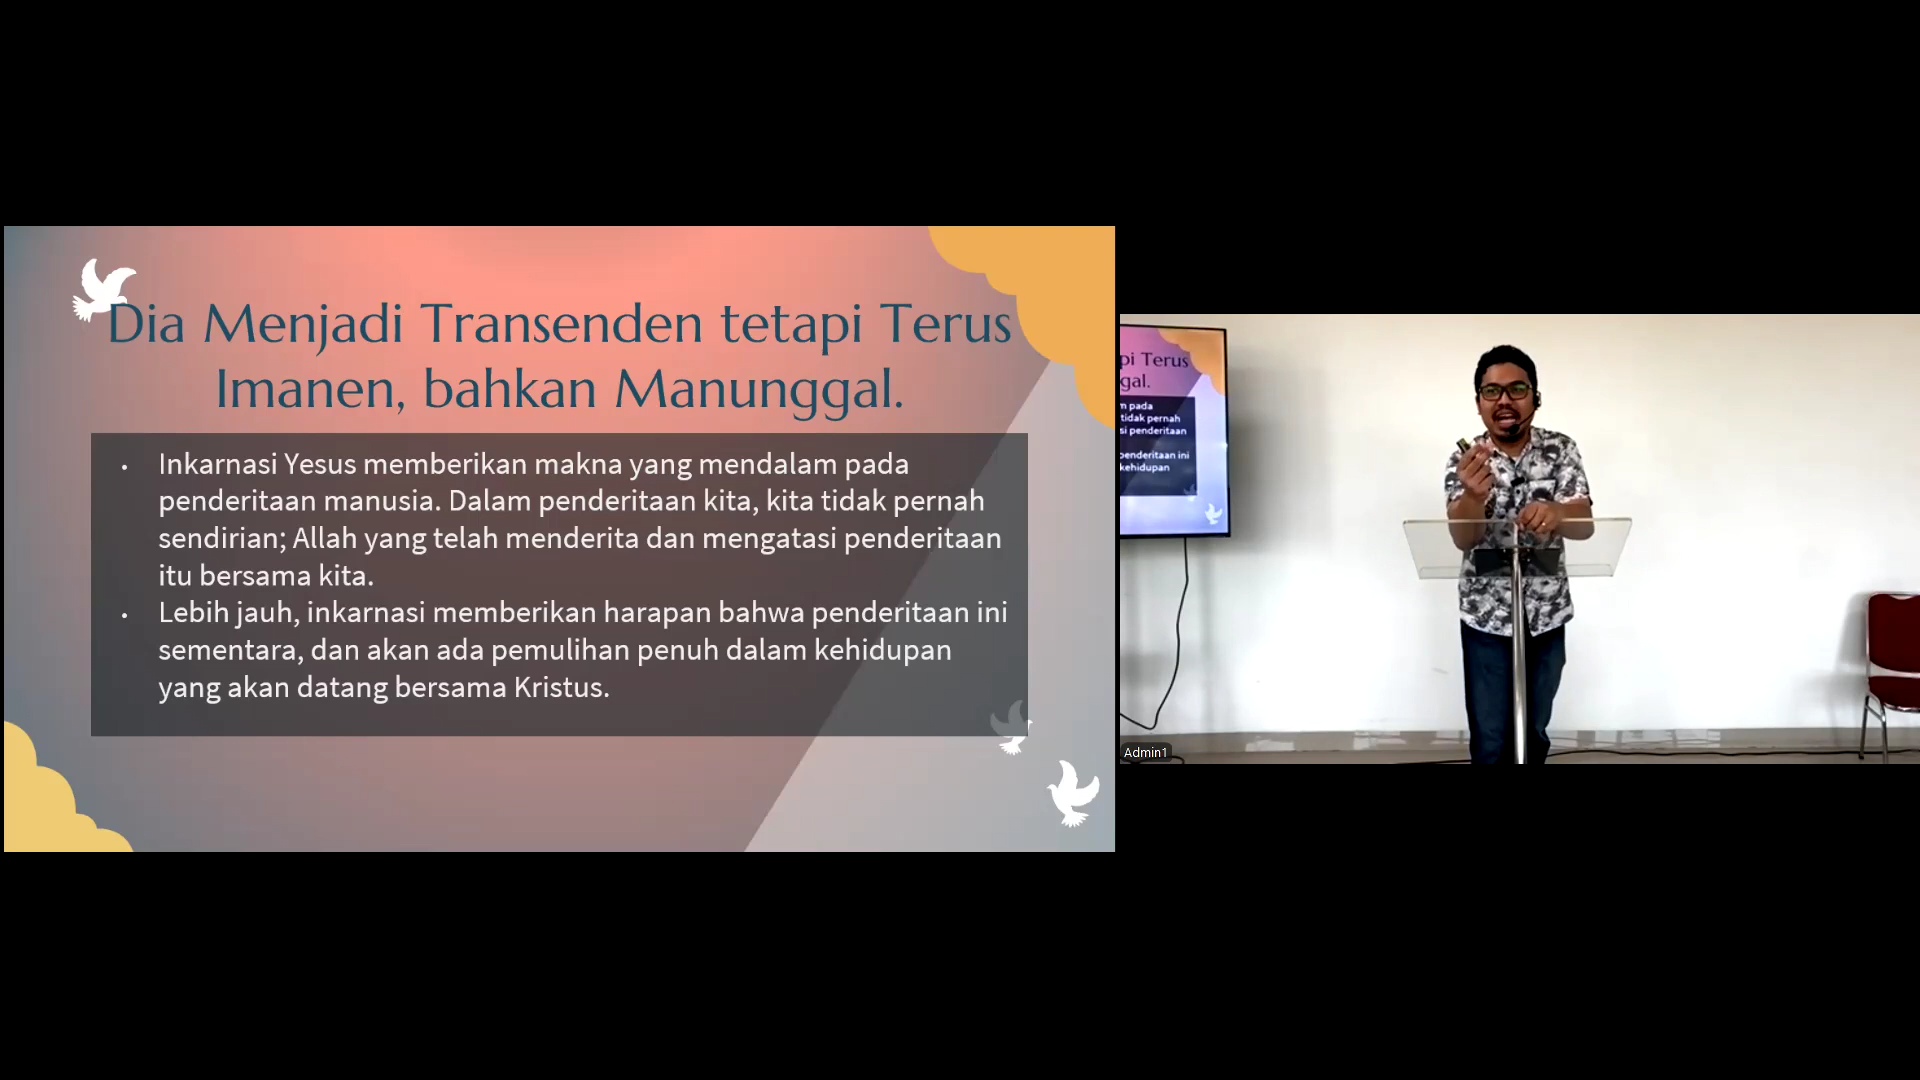 Dia Menjadi Transenden tetapi Terus
Imanen, bahkan Manunggal.
• Inkarnasi Yesus memberikan makna yang mendalam pada
penderitaan manusia. Dalam penderitaan kita, kita tidak pernah
sendirian; Allah yang telah menderita dan mengatasi penderitaan
itu bersama kita.
• Lebih jauh, inkarnasi memberikan harapan bahwa penderitaan ini
sementara, dan akan ada pemulihan penuh dalam kehidupan
yang akan datang bersama Kristus.
pi Terus
gal.
m pada
tidak pernah
si penderitaan
penderitaan ini
kehidupan
Admin1